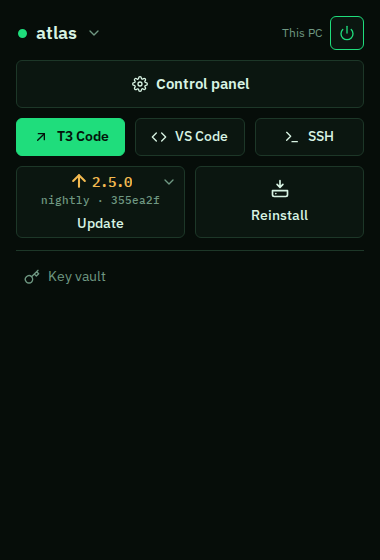 atlas
This PC
Control panel
T3 Code
VS Code
SSH
2.5.0
nightly · 355ea2f
Update
Reinstall
Key vault